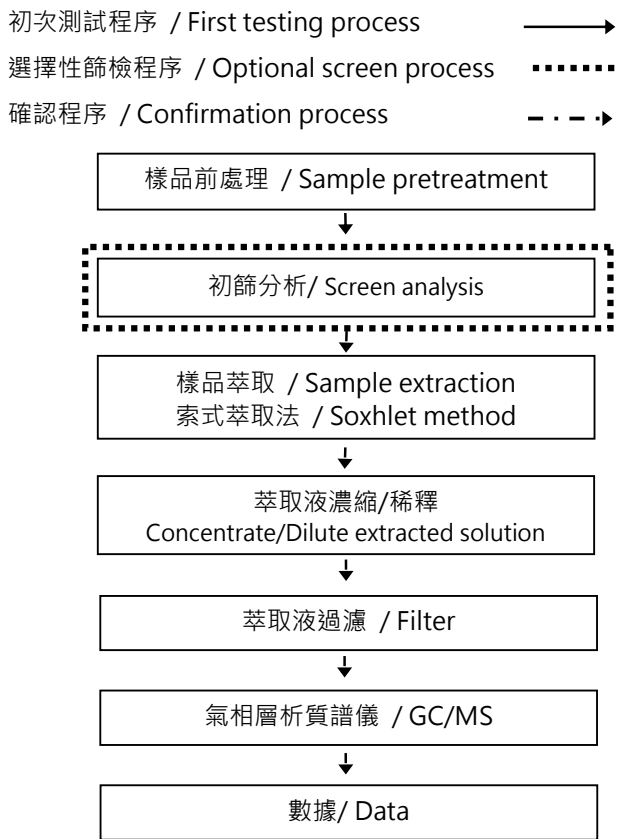 初次測試程序 / First testing process
選擇性篩檢程序 / Optional screen process
確認程序 / Confirmation process
樣品前處理 / Sample pretreatment
初篩分析/ Screen analysis
樣品萃取 / Sample extraction
索式萃取法 / Soxhlet method
萃取液濃縮/稀釋
Concentrate/Dilute extracted solution
萃取液過濾 / Filter
氣相層析質譜儀 / GC/MS
數據/ Data